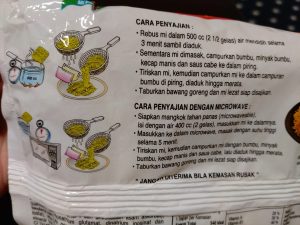 CARA PENYAJIAN :
• Rebus mi dalam 500 cc (2 1/2 gelas) air mendidih selama
3 menit sambil diaduk.
• Sementara mi dimasak, campurkan bumbu, minyak bumbu,
kecap manis dan saus cabe ke dalam piring.
• Tiriskan mi, kemudian campurkan mi ke dalam campuran
bumbu di piring, diaduk hingga merata.
• Taburkan bawang goreng dan mi lezat siap disajikan.
CARA PENYAJIAN DENGAN MICROWAVE :
• Siapkan mangkok tahan panas (microwavable),
isi dengan air 400 cc (2 gelas), masukkan mi ke dalamnya.
• Masukkan ke dalam microwave, masak dengan suhu tinggi
selama 5 menit.
• Tiriskan mi, kemudian campurkan mi dengan bumbu, minyak
bumbu, kecap manis dan saus cabe, lalu diaduk hingga merata.
• Taburkan bawang goreng dan mi lezat siap disajikan.
" JANGAN DITERIMA BILA KEMASAN RUSAK "